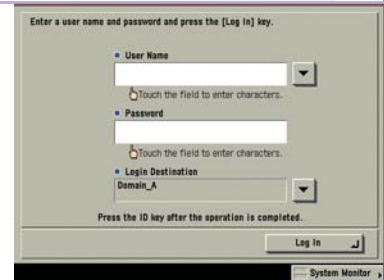 Enter a user name and password and press the [Log In] key.
User Name
Touch the field to enter characters.
Password
Touch the field to enter characters.
Login Destination
Domain_A
Press the ID key after the operation is completed.
Log In
System Monitor